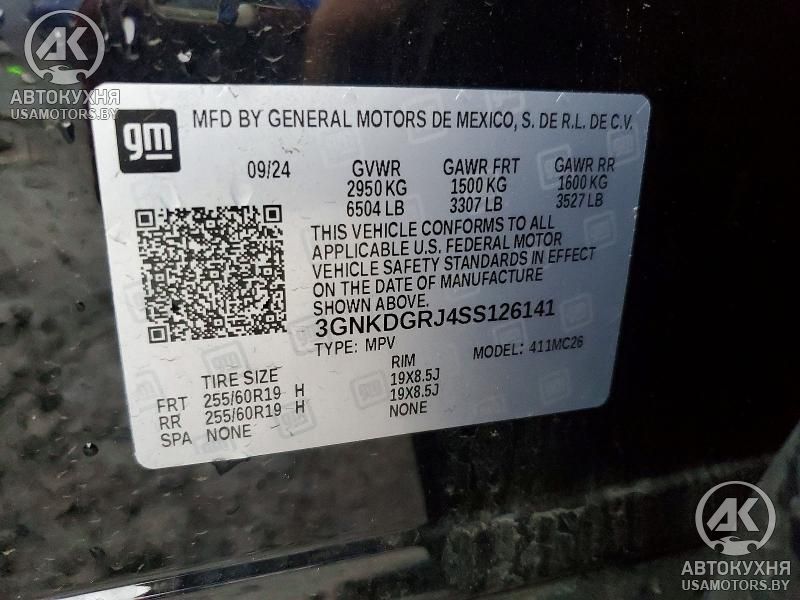 AK
АВТОКУХНЯ
USAMOTORS.BY
gm
MFD BY GENERAL MOTORS DE MEXICO, S. DE R.L. DE C.V.
09/24 GVWR GAWR FRT GAWR RR
2950 KG 1500 KG 1600 KG
6504 LB 3307 LB 3527 LB
THIS VEHICLE CONFORMS TO ALL
APPLICABLE U.S. FEDERAL MOTOR
VEHICLE SAFETY STANDARDS IN EFFECT
ON THE DATE OF MANUFACTURE
SHOWN ABOVE.
3GNKDGRJ4SS126141
TYPE: MPV MODEL: 411MC26
TIRE SIZE RIM
FRT 255/60R19 H 19X8.5J
RR 255/60R19 H 19X8.5J
SPA NONE NONE
AK
АВТОКУХНЯ
USAMOTORS.BY